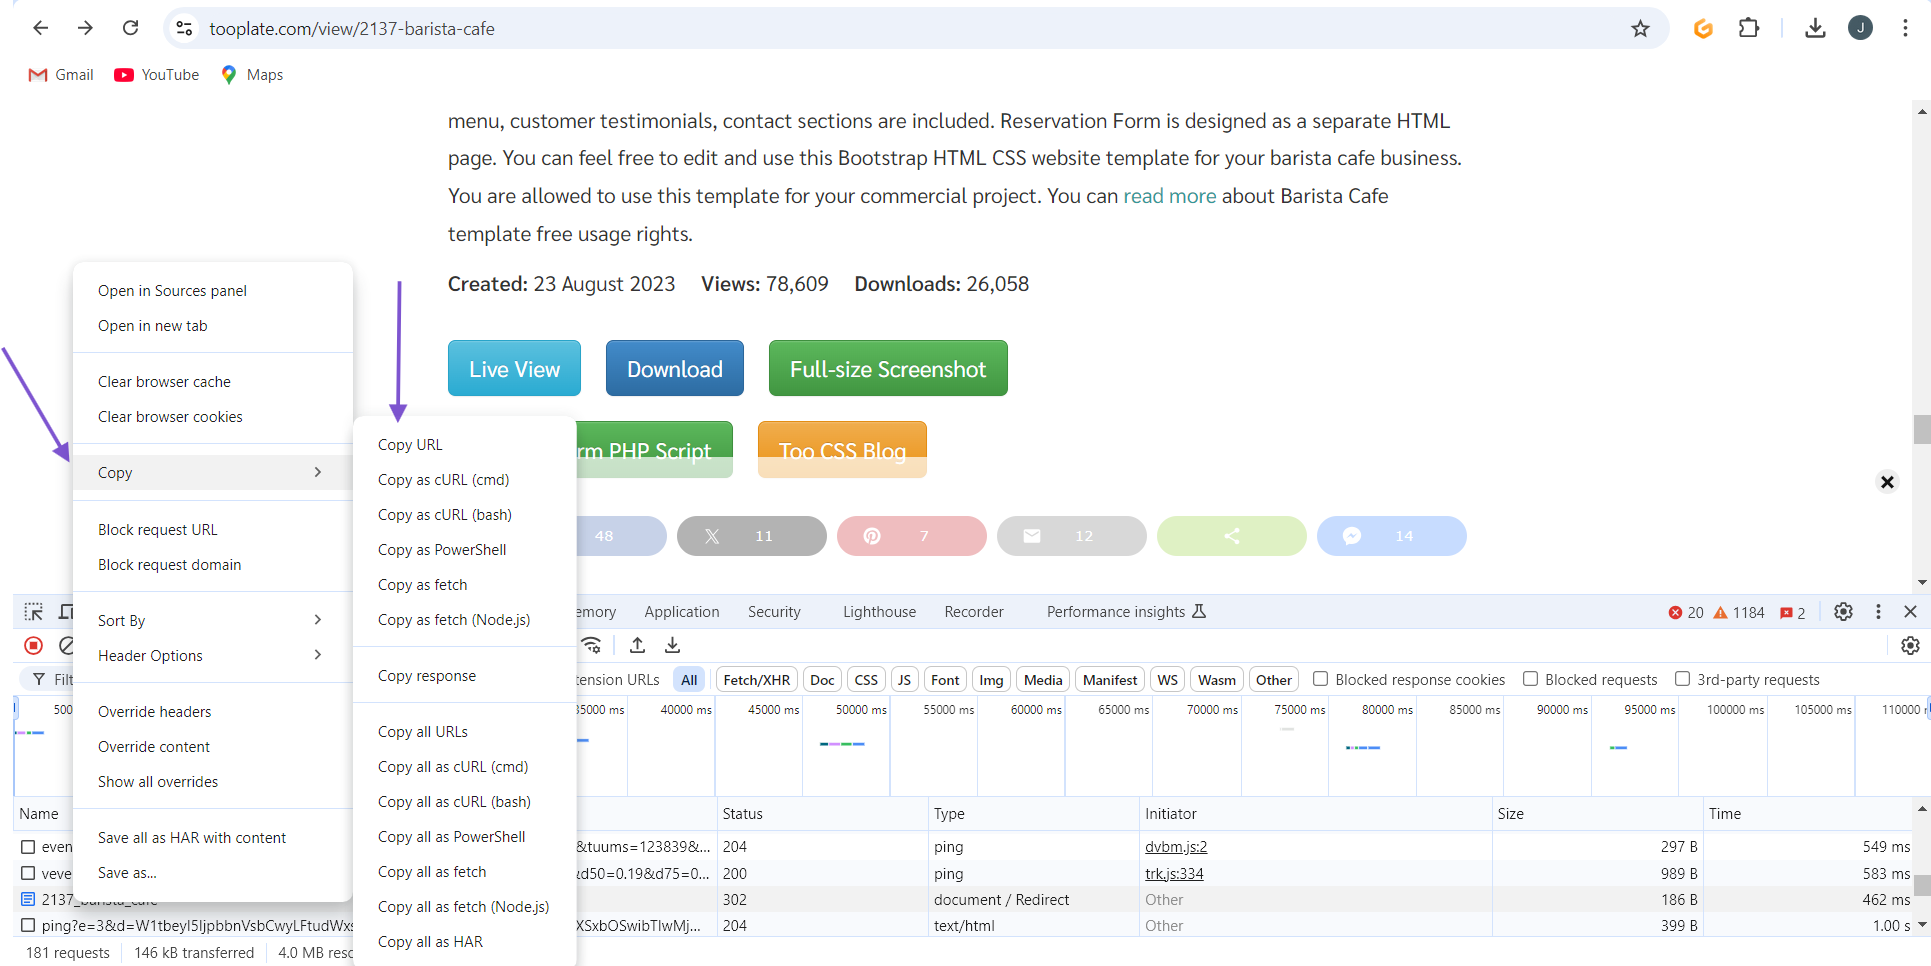 tooplate.com/view/2137-barista-cafe
J
Gmail YouTube Maps
menu, customer testimonials, contact sections are included. Reservation Form is designed as a separate HTML
page. You can feel free to edit and use this Bootstrap HTML CSS website template for your barista cafe business.
You are allowed to use this template for your commercial project. You can read more about Barista Cafe
template free usage rights.
Created: 23 August 2023 Views: 78,609 Downloads: 26,058
Live View Download Full-size Screenshot
rm PHP Script Too CSS Blog
48 11 7 12 14
Open in Sources panel
Open in new tab
Clear browser cache
Clear browser cookies
Copy
Block request URL
Block request domain
Sort By
Header Options
Override headers
Override content
Show all overrides
Save all as HAR with content
Save as...
Copy URL
Copy as cURL (cmd)
Copy as cURL (bash)
Copy as PowerShell
Copy as fetch
Copy as fetch (Node.js)
Copy response
Copy all URLs
Copy all as cURL (cmd)
Copy all as cURL (bash)
Copy all as PowerShell
Copy all as fetch
Copy all as fetch (Node.js)
Copy all as HAR
emory Application Security Lighthouse Recorder Performance insights 20 1184 2
Filt tension URLs All Fetch/XHR Doc CSS JS Font Img Media Manifest WS Wasm Other Blocked response cookies Blocked requests 3rd-party requests
500 35000 ms 40000 ms 45000 ms 50000 ms 55000 ms 60000 ms 65000 ms 70000 ms 75000 ms 80000 ms 85000 ms 90000 ms 95000 ms 100000 ms 105000 ms 110000
Name Status Type Initiator Size Time
even &tuums=123839&... 204 ping dvbm.js:2 297 B 549 ms
veve d50=0.19&d75=0... 200 ping trk.js:334 989 B 583 ms
2137_barista_cafe 302 document / Redirect Other 186 B 462 ms
204 text/html Other 399 B 1.00 s
181 requests 146 kB transferred 4.0 MB resc